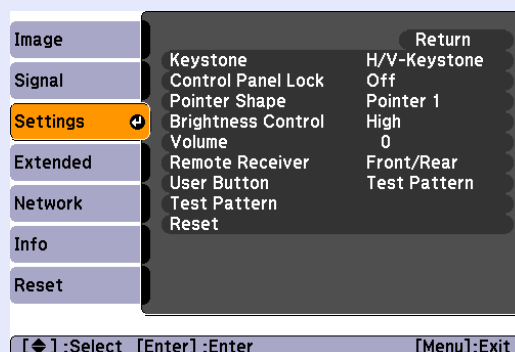 Image
Signal
Settings
Extended
Network
Info
Reset
Return
Keystone H/V-Keystone
Control Panel Lock Off
Pointer Shape Pointer 1
Brightness Control High
Volume 0
Remote Receiver Front/Rear
User Button Test Pattern
Test Pattern
Reset
[◆] :Select [Enter] :Enter [Menu]:Exit